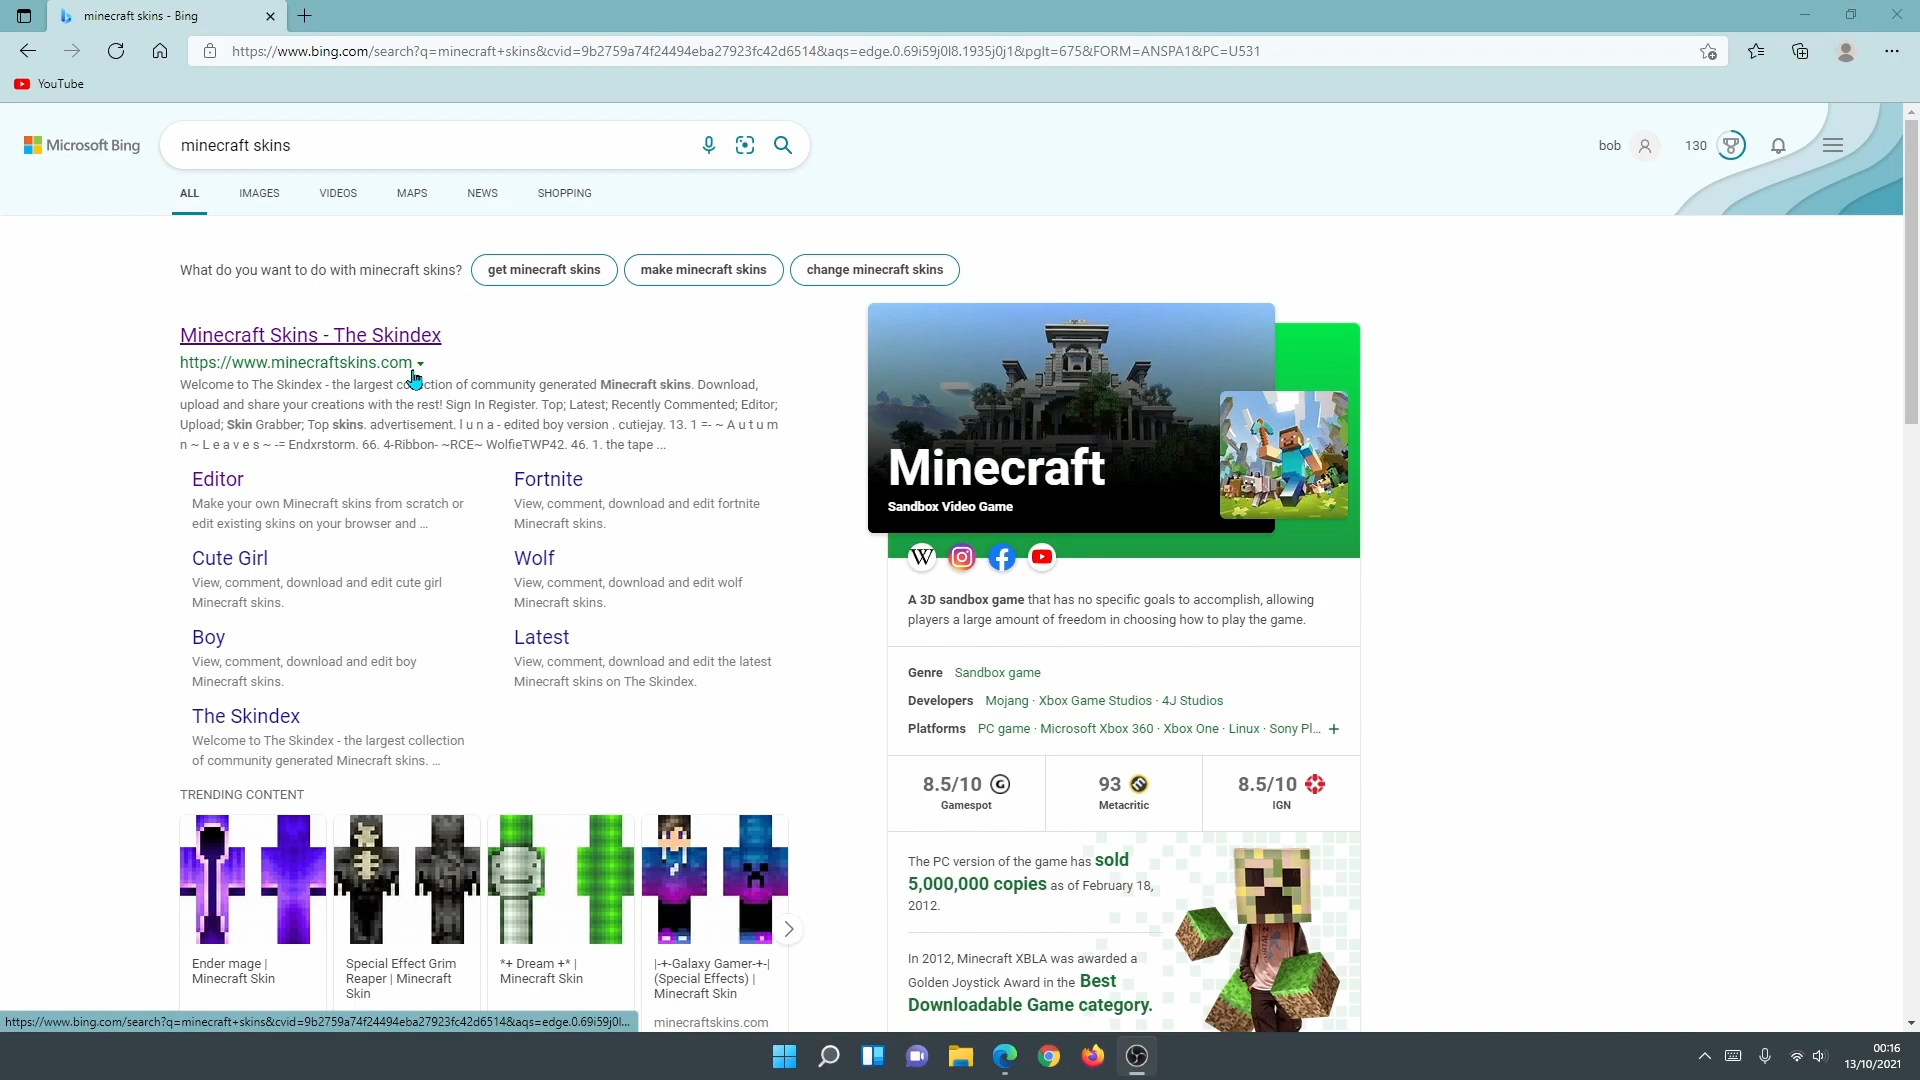 minecraft skins - Bing
https://www.bing.com/search?q=minecraft+skins&cvid=9b2759a74f24494eba27923fc42d6514&aqs=edge.0.69i59j0l8.1935j0j1&pglt=675&FORM=ANSPA1&PC=U531
YouTube
Microsoft Bing
minecraft skins
bob
130
ALL IMAGES VIDEOS MAPS NEWS SHOPPING
What do you want to do with minecraft skins? get minecraft skins make minecraft skins change minecraft skins
Minecraft Skins - The Skindex
https://www.minecraftskins.com
Welcome to The Skindex - the largest collection of community generated Minecraft skins. Download,
upload and share your creations with the rest! Sign In Register. Top; Latest; Recently Commented; Editor;
Upload; Skin Grabber; Top skins. advertisement. l u n a - edited boy version . cutiejay. 13. 1 =- ~ A u t u m
n ~ L e a v e s ~ -= Endxrstorm. 66. 4-Ribbon- ~RCE~ WolfieTWP42. 46. 1. the tape ...
Editor
Make your own Minecraft skins from scratch or
edit existing skins on your browser and ...
Fortnite
View, comment, download and edit fortnite
Minecraft skins.
Cute Girl
View, comment, download and edit cute girl
Minecraft skins.
Wolf
View, comment, download and edit wolf
Minecraft skins.
Boy
View, comment, download and edit boy
Minecraft skins.
Latest
View, comment, download and edit the latest
Minecraft skins on The Skindex.
The Skindex
Welcome to The Skindex - the largest collection
of community generated Minecraft skins. ...
TRENDING CONTENT
Ender mage |
Minecraft Skin
Special Effect Grim
Reaper | Minecraft
Skin
*+ Dream +* |
Minecraft Skin
|-+-Galaxy Gamer-+-|
(Special Effects) |
Minecraft Skin
minecraftskins.com
Minecraft
Sandbox Video Game
W
A 3D sandbox game that has no specific goals to accomplish, allowing
players a large amount of freedom in choosing how to play the game.
Genre Sandbox game
Developers Mojang · Xbox Game Studios · 4J Studios
Platforms PC game · Microsoft Xbox 360 · Xbox One · Linux · Sony Pl... +
8.5/10
Gamespot
93
Metacritic
8.5/10
IGN
The PC version of the game has sold
5,000,000 copies as of February 18,
2012.
In 2012, Minecraft XBLA was awarded a
Golden Joystick Award in the Best
Downloadable Game category.
https://www.bing.com/search?q=minecraft+skins&cvid=9b2759a74f24494eba27923fc42d6514&aqs=edge.0.69i59j0l...
00:16
13/10/2021